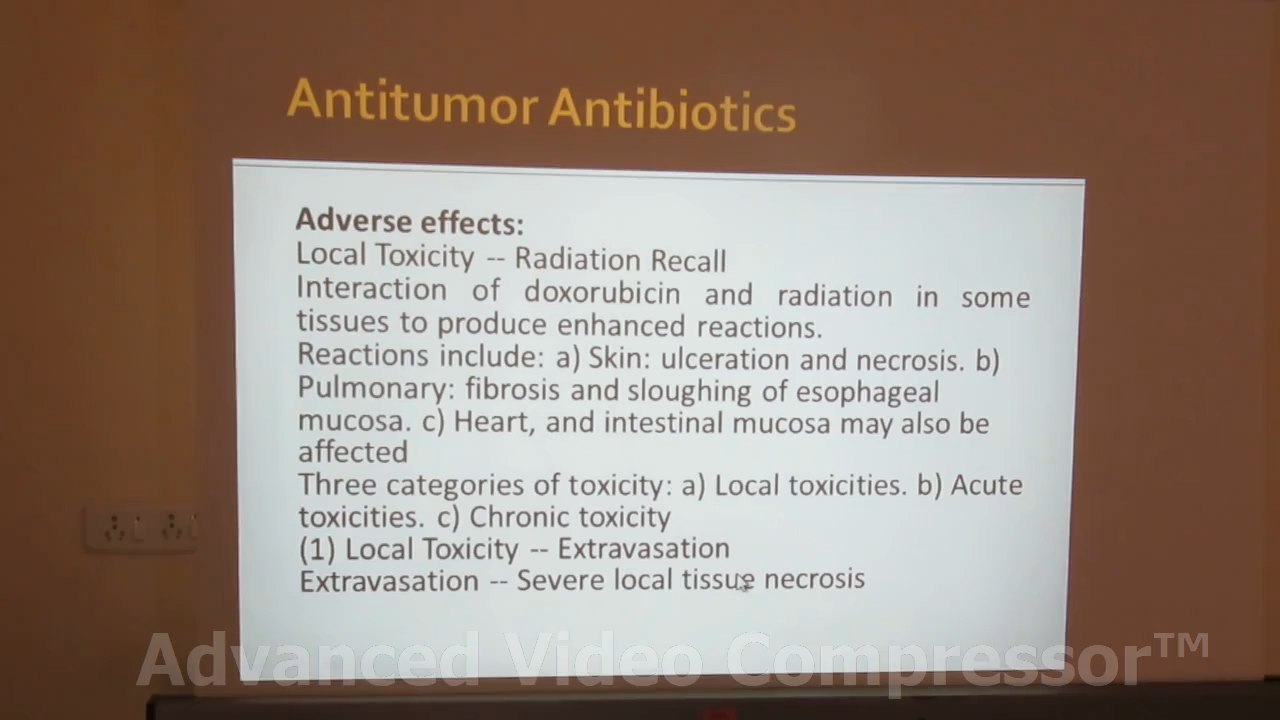 Antitumor Antibiotics
Adverse effects:
Local Toxicity -- Radiation Recall
Interaction of doxorubicin and radiation in some
tissues to produce enhanced reactions.
Reactions include: a) Skin: ulceration and necrosis. b)
Pulmonary: fibrosis and sloughing of esophageal
mucosa. c) Heart, and intestinal mucosa may also be
affected
Three categories of toxicity: a) Local toxicities. b) Acute
toxicities. c) Chronic toxicity
(1) Local Toxicity -- Extravasation
Extravasation -- Severe local tissue necrosis
Advanced Video Compressor™